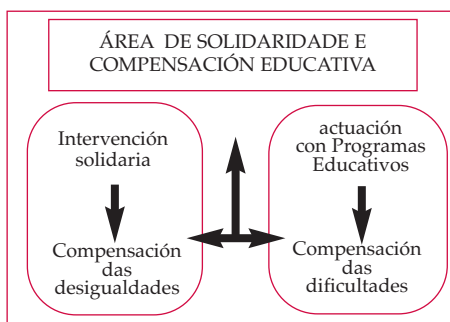 ÁREA DE SOLIDARIDADE E
COMPENSACIÓN EDUCATIVA
Intervención
solidaria
Compensación
das
desigualdades
actuación
con Programas
Educativos
Compensación
das
dificultades